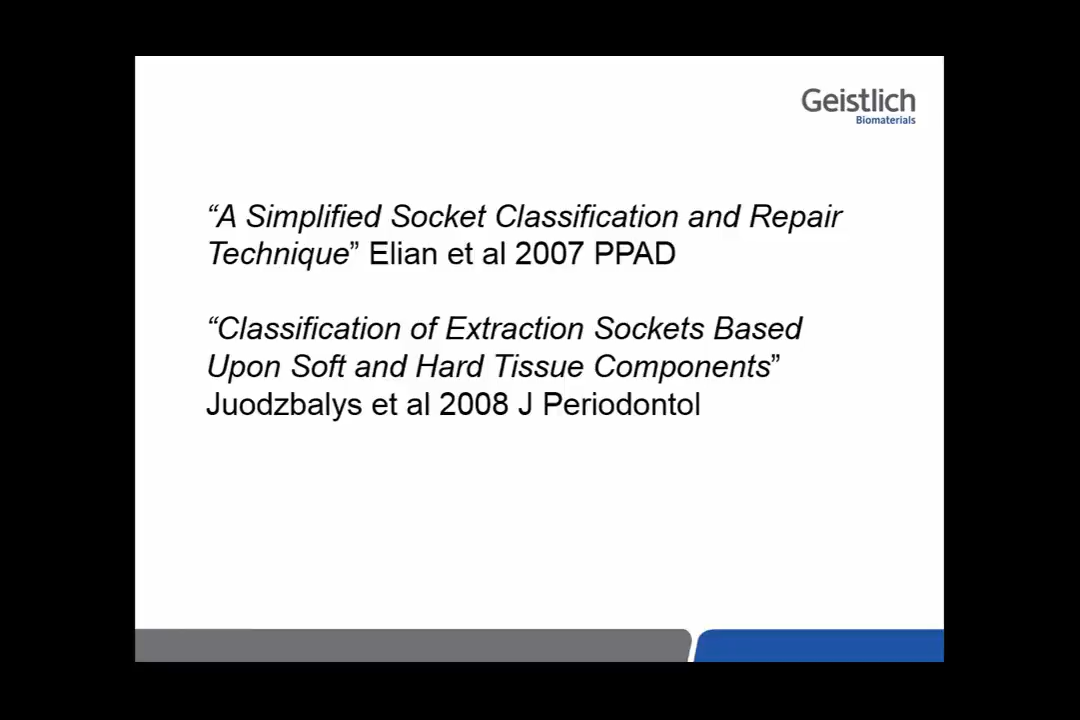 Geistlich
Biomaterials
“A Simplified Socket Classification and Repair
Technique” Elian et al 2007 PPAD
“Classification of Extraction Sockets Based
Upon Soft and Hard Tissue Components”
Juodzbalys et al 2008 J Periodontol